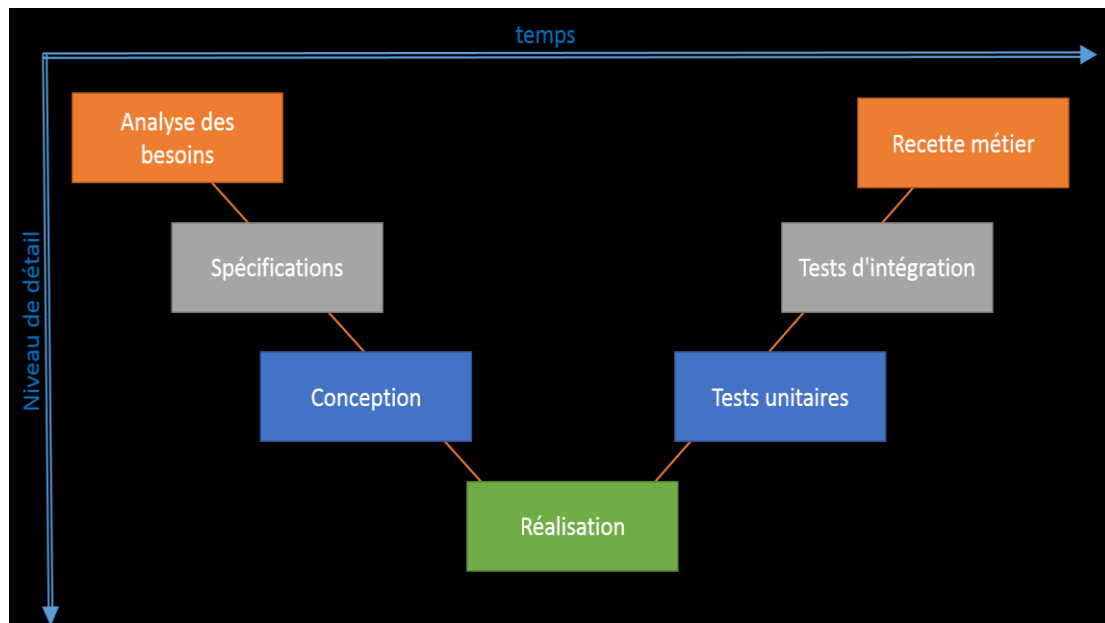 temps
Niveau de détail
Analyse des
besoins
Recette métier
Spécifications
Tests d'intégration
Conception
Tests unitaires
Réalisation